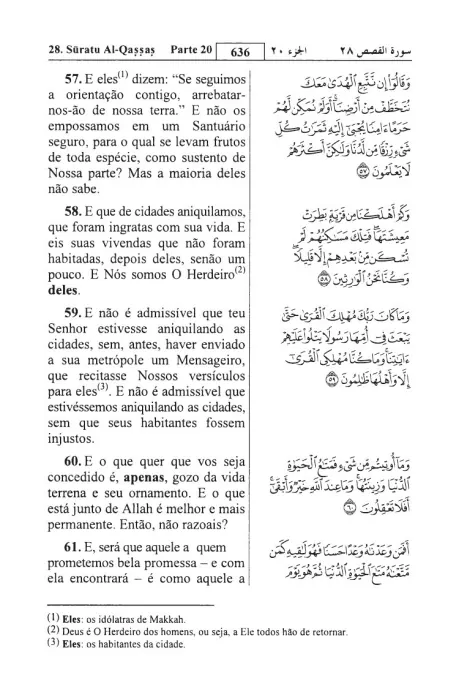 28. Sūratu Al-Qaṣṣaṣ Parte 20 636 الجزء ٢٠ سورة القصص ٢٨
57. E eles(1) dizem: “Se seguimos
a orientação contigo, arrebatar-
nos-ão de nossa terra.” E não os
empossamos em um Santuário
seguro, para o qual se levam frutos
de toda espécie, como sustento de
Nossa parte? Mas a maioria deles
não sabe.
58. E que de cidades aniquilamos,
que foram ingratas com sua vida. E
eis suas vivendas que não foram
habitadas, depois deles, senão um
pouco. E Nós somos O Herdeiro(2)
deles.
59. E não é admissível que teu
Senhor estivesse aniquilando as
cidades, sem, antes, haver enviado
a sua metrópole um Mensageiro,
que recitasse Nossos versículos
para eles(3). E não é admissível que
estivéssemos aniquilando as cidades,
sem que seus habitantes fossem
injustos.
60. E o que quer que vos seja
concedido é, apenas, gozo da vida
terrena e seu ornamento. E o que
está junto de Allah é melhor e mais
permanente. Então, não razoais?
61. E, será que aquele a quem
prometemos bela promessa – e com
ela encontrará – é como aquele a
وَقَالُوٓاْ إِن نَّتَّبِعِ ٱلْهُدَىٰ مَعَكَ
نُتَخَطَّفْ مِنْ أَرْضِنَآ أَوَلَمْ نُمَكِّن لَّهُمْ
حَرَمًا ءَامِنًا يُجْبَىٰٓ إِلَيْهِ ثَمَرَٰتُ كُلِّ
شَىْءٍ رِّزْقًا مِّن لَّدُنَّا وَلَٰكِنَّ أَكْثَرَهُمْ
لَا يَعْلَمُونَ ٥٧
وَكَمْ أَهْلَكْنَا مِن قَرْيَةٍۭ بَطِرَتْ
مَعِيشَتَهَا فَتِلْكَ مَسَٰكِنُهُمْ لَمْ
تُسْكَن مِّنۢ بَعْدِهِمْ إِلَّا قَلِيلًا
وَكُنَّا نَحْنُ ٱلْوَٰرِثِينَ ٥٨
وَمَا كَانَ رَبُّكَ مُهْلِكَ ٱلْقُرَىٰ حَتَّىٰ
يَبْعَثَ فِىٓ أُمِّهَا رَسُولًا يَتْلُواْ عَلَيْهِمْ
ءَايَٰتِنَا وَمَا كُنَّا مُهْلِكِى ٱلْقُرَىٰٓ
إِلَّا وَأَهْلُهَا ظَٰلِمُونَ ٥٩
وَمَآ أُوتِيتُم مِّن شَىْءٍ فَمَتَٰعُ ٱلْحَيَوٰةِ
ٱلدُّنْيَا وَزِينَتُهَا وَمَا عِندَ ٱللَّهِ خَيْرٌ وَأَبْقَىٰٓ
أَفَلَا تَعْقِلُونَ ٦٠
أَفَمَن وَعَدْنَٰهُ وَعْدًا حَسَنًا فَهُوَ لَٰقِيهِ كَمَن
مَّتَّعْنَٰهُ مَتَٰعَ ٱلْحَيَوٰةِ ٱلدُّنْيَا ثُمَّ هُوَ يَوْمَ
(1) Eles: os idólatras de Makkah.
(2) Deus é O Herdeiro dos homens, ou seja, a Ele todos hão de retornar.
(3) Eles: os habitantes da cidade.